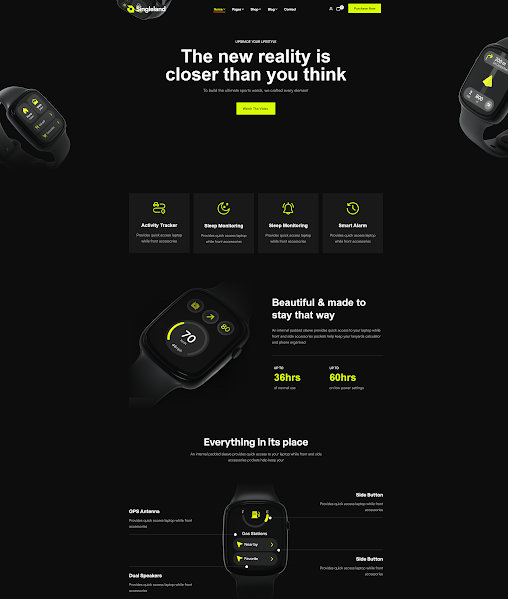 Singleland
Home
Pages
Shop
Blog
Contact
Purchase Now
UPGRADE YOUR LIFESTYLE
The new reality is
closer than you think
To build the ultimate sports watch, we crafted every element
Watch The Video
Activity Tracker
Provides quick access laptop
while front accessories
Sleep Monitoring
Provides quick access laptop
while front accessories
Sleep Monitoring
Provides quick access laptop
while front accessories
Smart Alarm
Provides quick access laptop
while front accessories
70
80
Beautiful & made to
stay that way
An internal padded sleeve provides quick access to your laptop while
front and side accessories pockets help keep your lanyards calculator
and phone organised
UP TO
36hrs
of normal use
UP TO
60hrs
on low power settings
Everything in its place
An internal padded sleeve provides quick access to your laptop while front and side
accessories pockets help keep your
Side Button
Provides quick access laptop while front
accessories
GPS Antenna
Provides quick access laptop while front
accessories
Gas Stations
Nearby
Favorite
Side Button
Provides quick access laptop while front
accessories
Dual Speakers
Provides quick access laptop while front
accessories